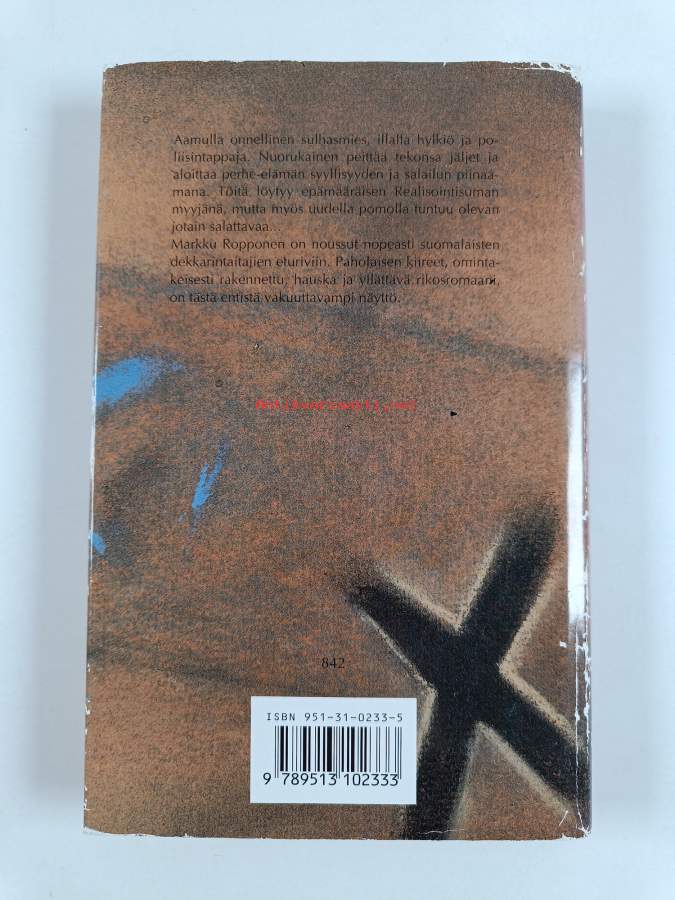 Aamulla onnellinen sulhasmies, illalla hylkiö ja po-
liisintappaja. Nuorukainen peittää tekonsa jäljet ja
aloittaa perhe-elämän syyllisyyden ja salailun piinaa-
mana. Töitä löytyy epämääräisen Realisointisuman
myyjänä, mutta myös uudella pomolla tuntuu olevan
jotain salattavaa...
Markku Ropponen on noussut nopeasti suomalaisten
dekkarintaitajien eturiviin. Paholaisen kiireet, ominta-
keisesti rakennettu, hauska ja yllättävä rikosromaani,
on tästä entistä vakuuttavampi näyttö.
842
ISBN 951-31-0233-5
9 789513 102333